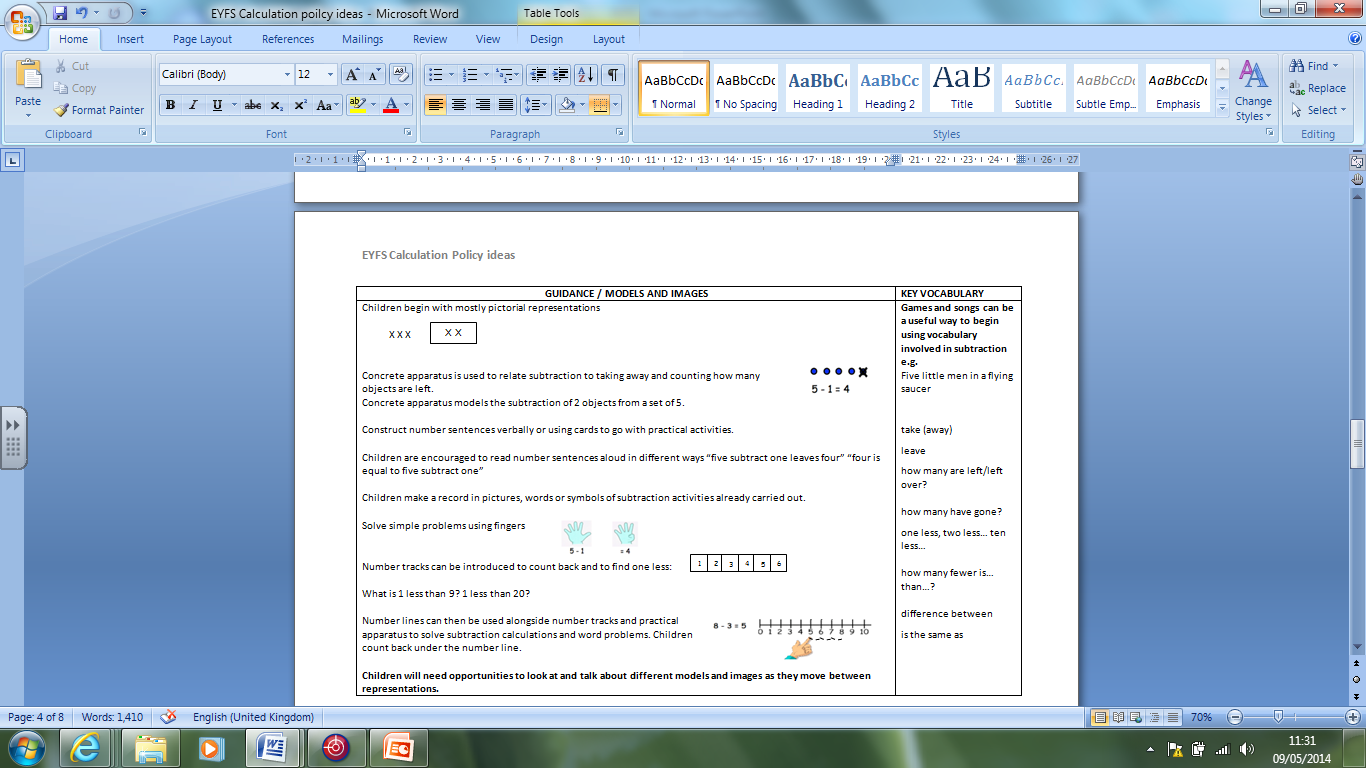 EYFS Calculation poilcy ideas - Microsoft Word
Table Tools
Home Insert Page Layout References Mailings Review View Design Layout
Paste
Cut
Copy
Format Painter
Clipboard
Calibri (Body) 12
Font
Paragraph
AaBbCcDc AaBbCcDc AaBbC AaBbCc AaB AaBbCc. AaBbCcDc AaBbCcDc
¶ Normal ¶ No Spacing Heading 1 Heading 2 Title Subtitle Subtle Emp... Emphasis
Change Styles
Styles
Find
Replace
Select
Editing
EYFS Calculation Policy ideas
GUIDANCE / MODELS AND IMAGES
Children begin with mostly pictorial representations
X X X X X
Concrete apparatus is used to relate subtraction to taking away and counting how many
objects are left.
5 - 1 = 4
Concrete apparatus models the subtraction of 2 objects from a set of 5.
Construct number sentences verbally or using cards to go with practical activities.
Children are encouraged to read number sentences aloud in different ways “five subtract one leaves four” “four is
equal to five subtract one”
Children make a record in pictures, words or symbols of subtraction activities already carried out.
Solve simple problems using fingers
5 - 1 = 4
Number tracks can be introduced to count back and to find one less:
1 2 3 4 5 6
What is 1 less than 9? 1 less than 20?
Number lines can then be used alongside number tracks and practical
apparatus to solve subtraction calculations and word problems. Children
count back under the number line.
8 - 3 = 5
0 1 2 3 4 5 6 7 8 9 10
Children will need opportunities to look at and talk about different models and images as they move between
representations.
KEY VOCABULARY
Games and songs can be
a useful way to begin
using vocabulary
involved in subtraction
e.g.
Five little men in a flying
saucer
take (away)
leave
how many are left/left
over?
how many have gone?
one less, two less... ten
less...
how many fewer is...
than...?
difference between
is the same as
Page: 4 of 8 Words: 1,410 English (United Kingdom) 70%
11:31
09/05/2014